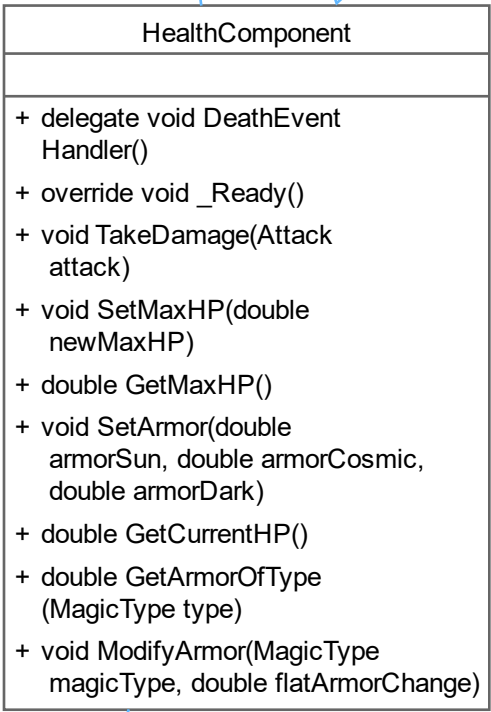 HealthComponent
+ delegate void DeathEvent
Handler()
+ override void _Ready()
+ void TakeDamage(Attack
attack)
+ void SetMaxHP(double
newMaxHP)
+ double GetMaxHP()
+ void SetArmor(double
armorSun, double armorCosmic,
double armorDark)
+ double GetCurrentHP()
+ double GetArmorOfType
(MagicType type)
+ void ModifyArmor(MagicType
magicType, double flatArmorChange)